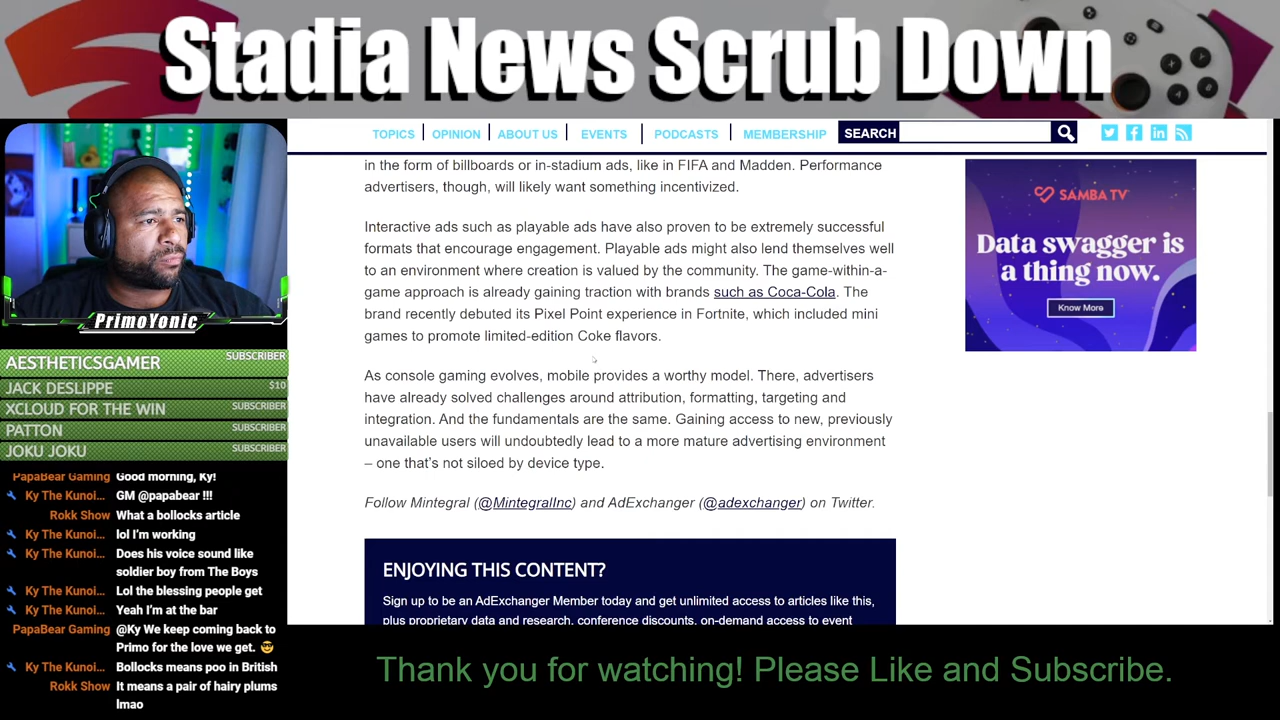 Stadia News Scrub Down
TOPICS
OPINION
ABOUT US
EVENTS
PODCASTS
MEMBERSHIP
SEARCH
in the form of billboards or in-stadium ads, like in FIFA and Madden. Performance
advertisers, though, will likely want something incentivized.
Interactive ads such as playable ads have also proven to be extremely successful
formats that encourage engagement. Playable ads might also lend themselves well
to an environment where creation is valued by the community. The game-within-a-
game approach is already gaining traction with brands such as Coca-Cola. The
brand recently debuted its Pixel Point experience in Fortnite, which included mini
games to promote limited-edition Coke flavors.
As console gaming evolves, mobile provides a worthy model. There, advertisers
have already solved challenges around attribution, formatting, targeting and
integration. And the fundamentals are the same. Gaining access to new, previously
unavailable users will undoubtedly lead to a more mature advertising environment
– one that's not siloed by device type.
Follow Mintegral (@MintegralInc) and AdExchanger (@adexchanger) on Twitter.
ENJOYING THIS CONTENT?
Sign up to be an AdExchanger Member today and get unlimited access to articles like this,
plus proprietary data and research, conference discounts, on-demand access to event
SAMBA TV
Data swagger is
a thing now.
Know More
PrimoYonic
AESTHETICSGAMER SUBSCRIBER
JACK DESLIPPE $10
XCLOUD FOR THE WIN SUBSCRIBER
PATTON SUBSCRIBER
JOKU JOKU SUBSCRIBER
PapaBear Gaming Good morning, Ky!
Ky The Kunoi... GM @papabear !!!
Rokk Show What a bollocks article
Ky The Kunoi... lol I'm working
Ky The Kunoi... Does his voice sound like
soldier boy from The Boys
Ky The Kunoi... Lol the blessing people get
Ky The Kunoi... Yeah I'm at the bar
PapaBear Gaming @Ky We keep coming back to
Primo for the love we get. 😎
Ky The Kunoi... Bollocks means poo in British
Rokk Show It means a pair of hairy plums
lmao
Thank you for watching! Please Like and Subscribe.